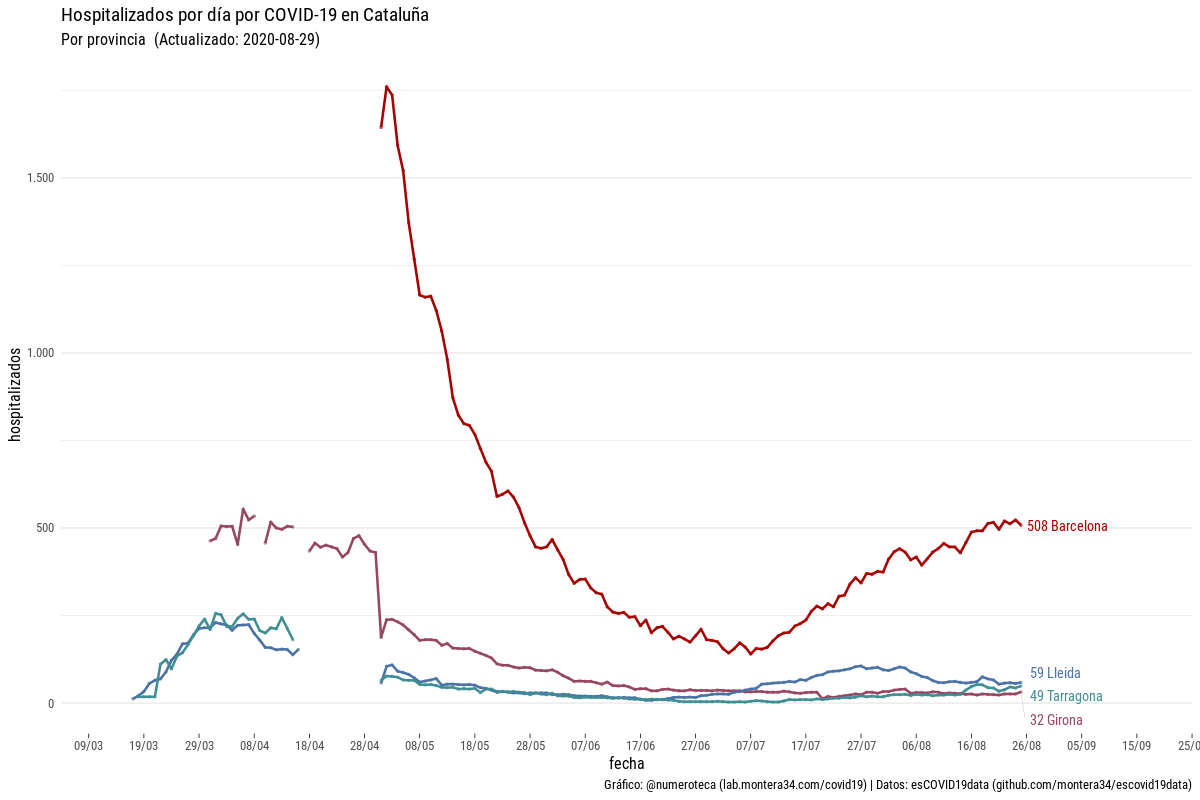 Hospitalizados por día por COVID-19 en Cataluña
Por provincia  (Actualizado: 2020-08-29)
hospitalizados
1.500
1.000
500
0
508 Barcelona
59 Lleida
49 Tarragona
32 Girona
09/03 19/03 29/03 08/04 18/04 28/04 08/05 18/05 28/05 07/06 17/06 27/06 07/07 17/07 27/07 06/08 16/08 26/08 05/09 15/09 25/0
fecha
Gráfico: @numeroteca (lab.montera34.com/covid19) | Datos: esCOVID19data (github.com/montera34/escovid19data)